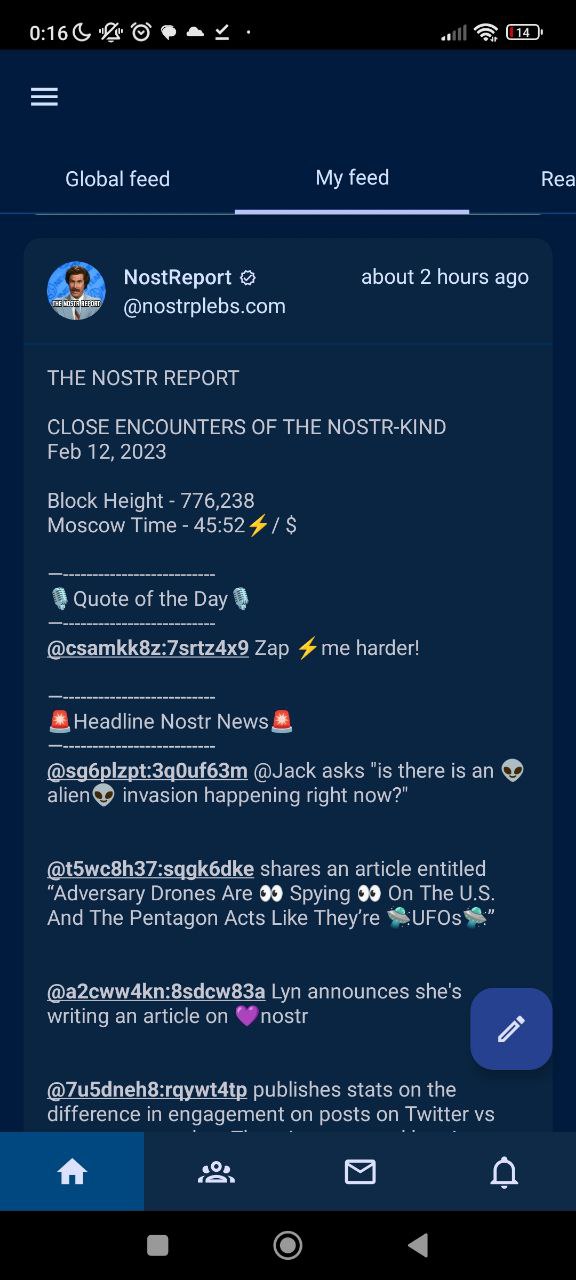 0:16
14
Global feed
My feed
Rea
NostReport
about 2 hours ago
@nostrplebs.com
THE NOSTR REPORT
THE NOSTR REPORT
CLOSE ENCOUNTERS OF THE NOSTR-KIND
Feb 12, 2023
Block Height - 776,238
Moscow Time - 45:52⚡/ $
—--------------------------
🎙️Quote of the Day🎙️
—--------------------------
@csamkk8z:7srtz4x9 Zap ⚡me harder!
—--------------------------
🚨Headline Nostr News🚨
—--------------------------
@sg6plzpt:3q0uf63m @Jack asks "is there is an 👽
alien👽 invasion happening right now?"
@t5wc8h37:sqgk6dke shares an article entitled
“Adversary Drones Are 👀 Spying 👀 On The U.S.
And The Pentagon Acts Like They’re 🛸UFOs🛸”
@a2cww4kn:8sdcw83a Lyn announces she's
writing an article on 💜nostr
@7u5dneh8:rqywt4tp publishes stats on the
difference in engagement on posts on Twitter vs